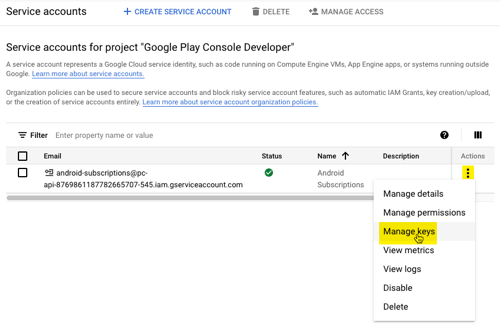 Service accounts
+ CREATE SERVICE ACCOUNT
DELETE
MANAGE ACCESS
Service accounts for project "Google Play Console Developer"
A service account represents a Google Cloud service identity, such as code running on Compute Engine VMs, App Engine apps, or systems running outside
Google. Learn more about service accounts.
Organization policies can be used to secure service accounts and block risky service account features, such as automatic IAM Grants, key creation/upload,
or the creation of service accounts entirely. Learn more about service account organization policies.
Filter Enter property name or value
Email Status Name Description Actions
android-subscriptions@pc-
api-8769861187782665707-545.iam.gserviceaccount.com
Android
Subscriptions
Manage details
Manage permissions
Manage keys
View metrics
View logs
Disable
Delete